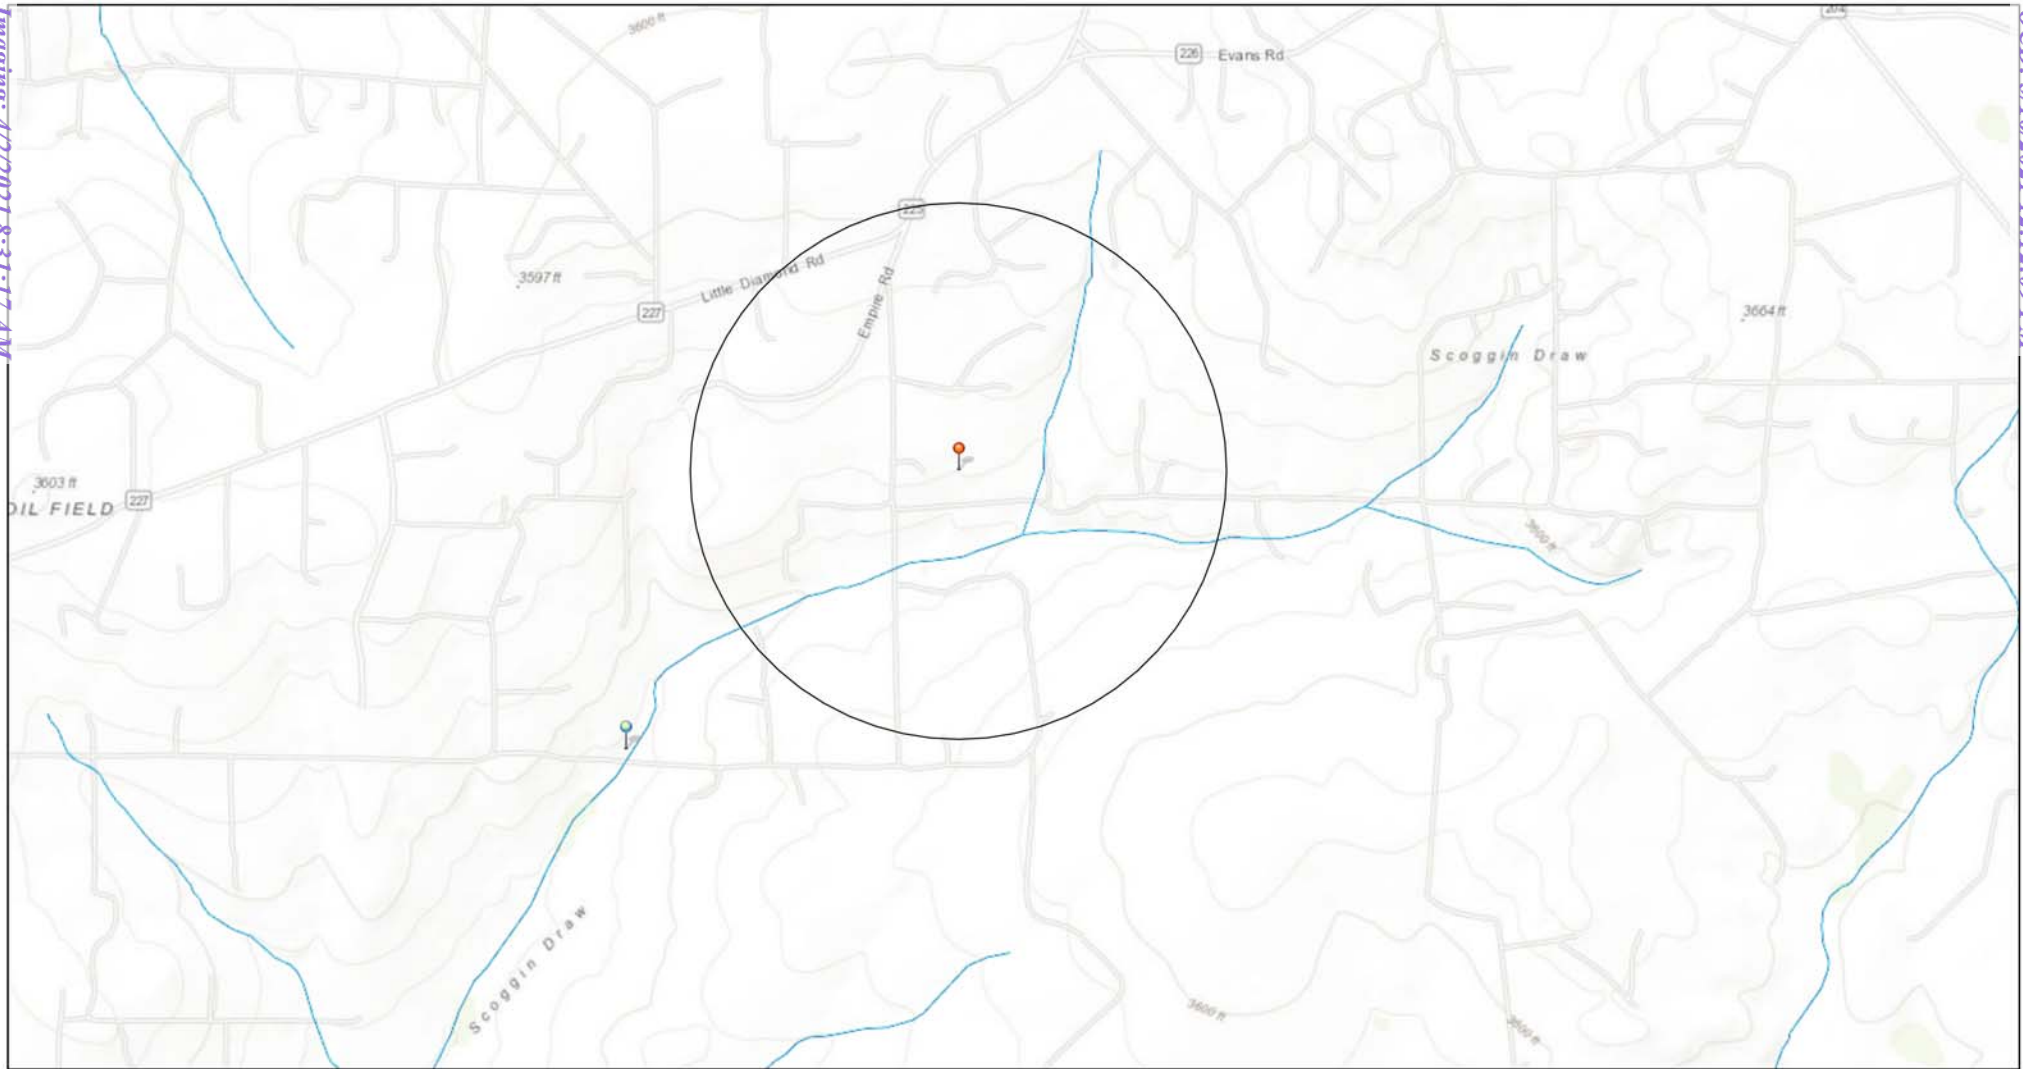 3600 ft
226
Evans Rd
3597 ft
Little Diamond Rd
Empire Rd
227
3664 ft
Scoggin Draw
3603 ft
OIL FIELD
227
3600 ft
Scoggin Draw
3600 ft
3600 ft